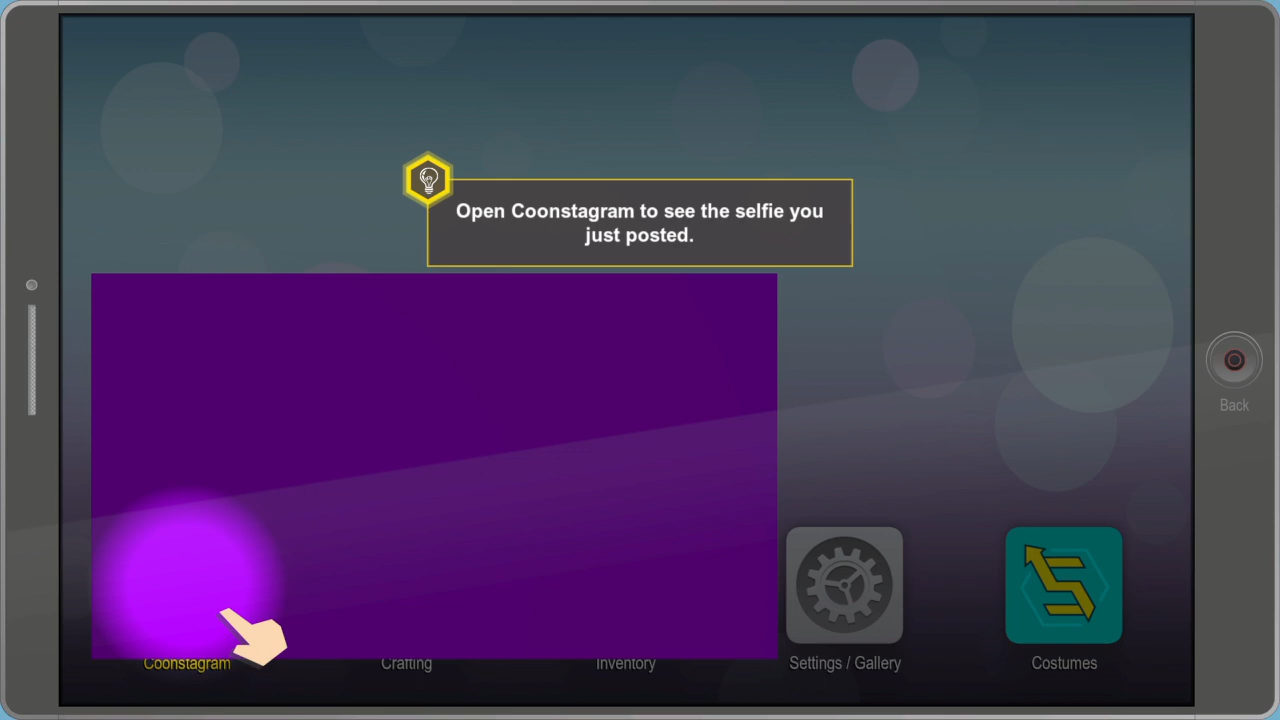 Open Coonstagram to see the selfie you
just posted.
Back
Coonstagram
Crafting
Inventory
Settings / Gallery
Costumes